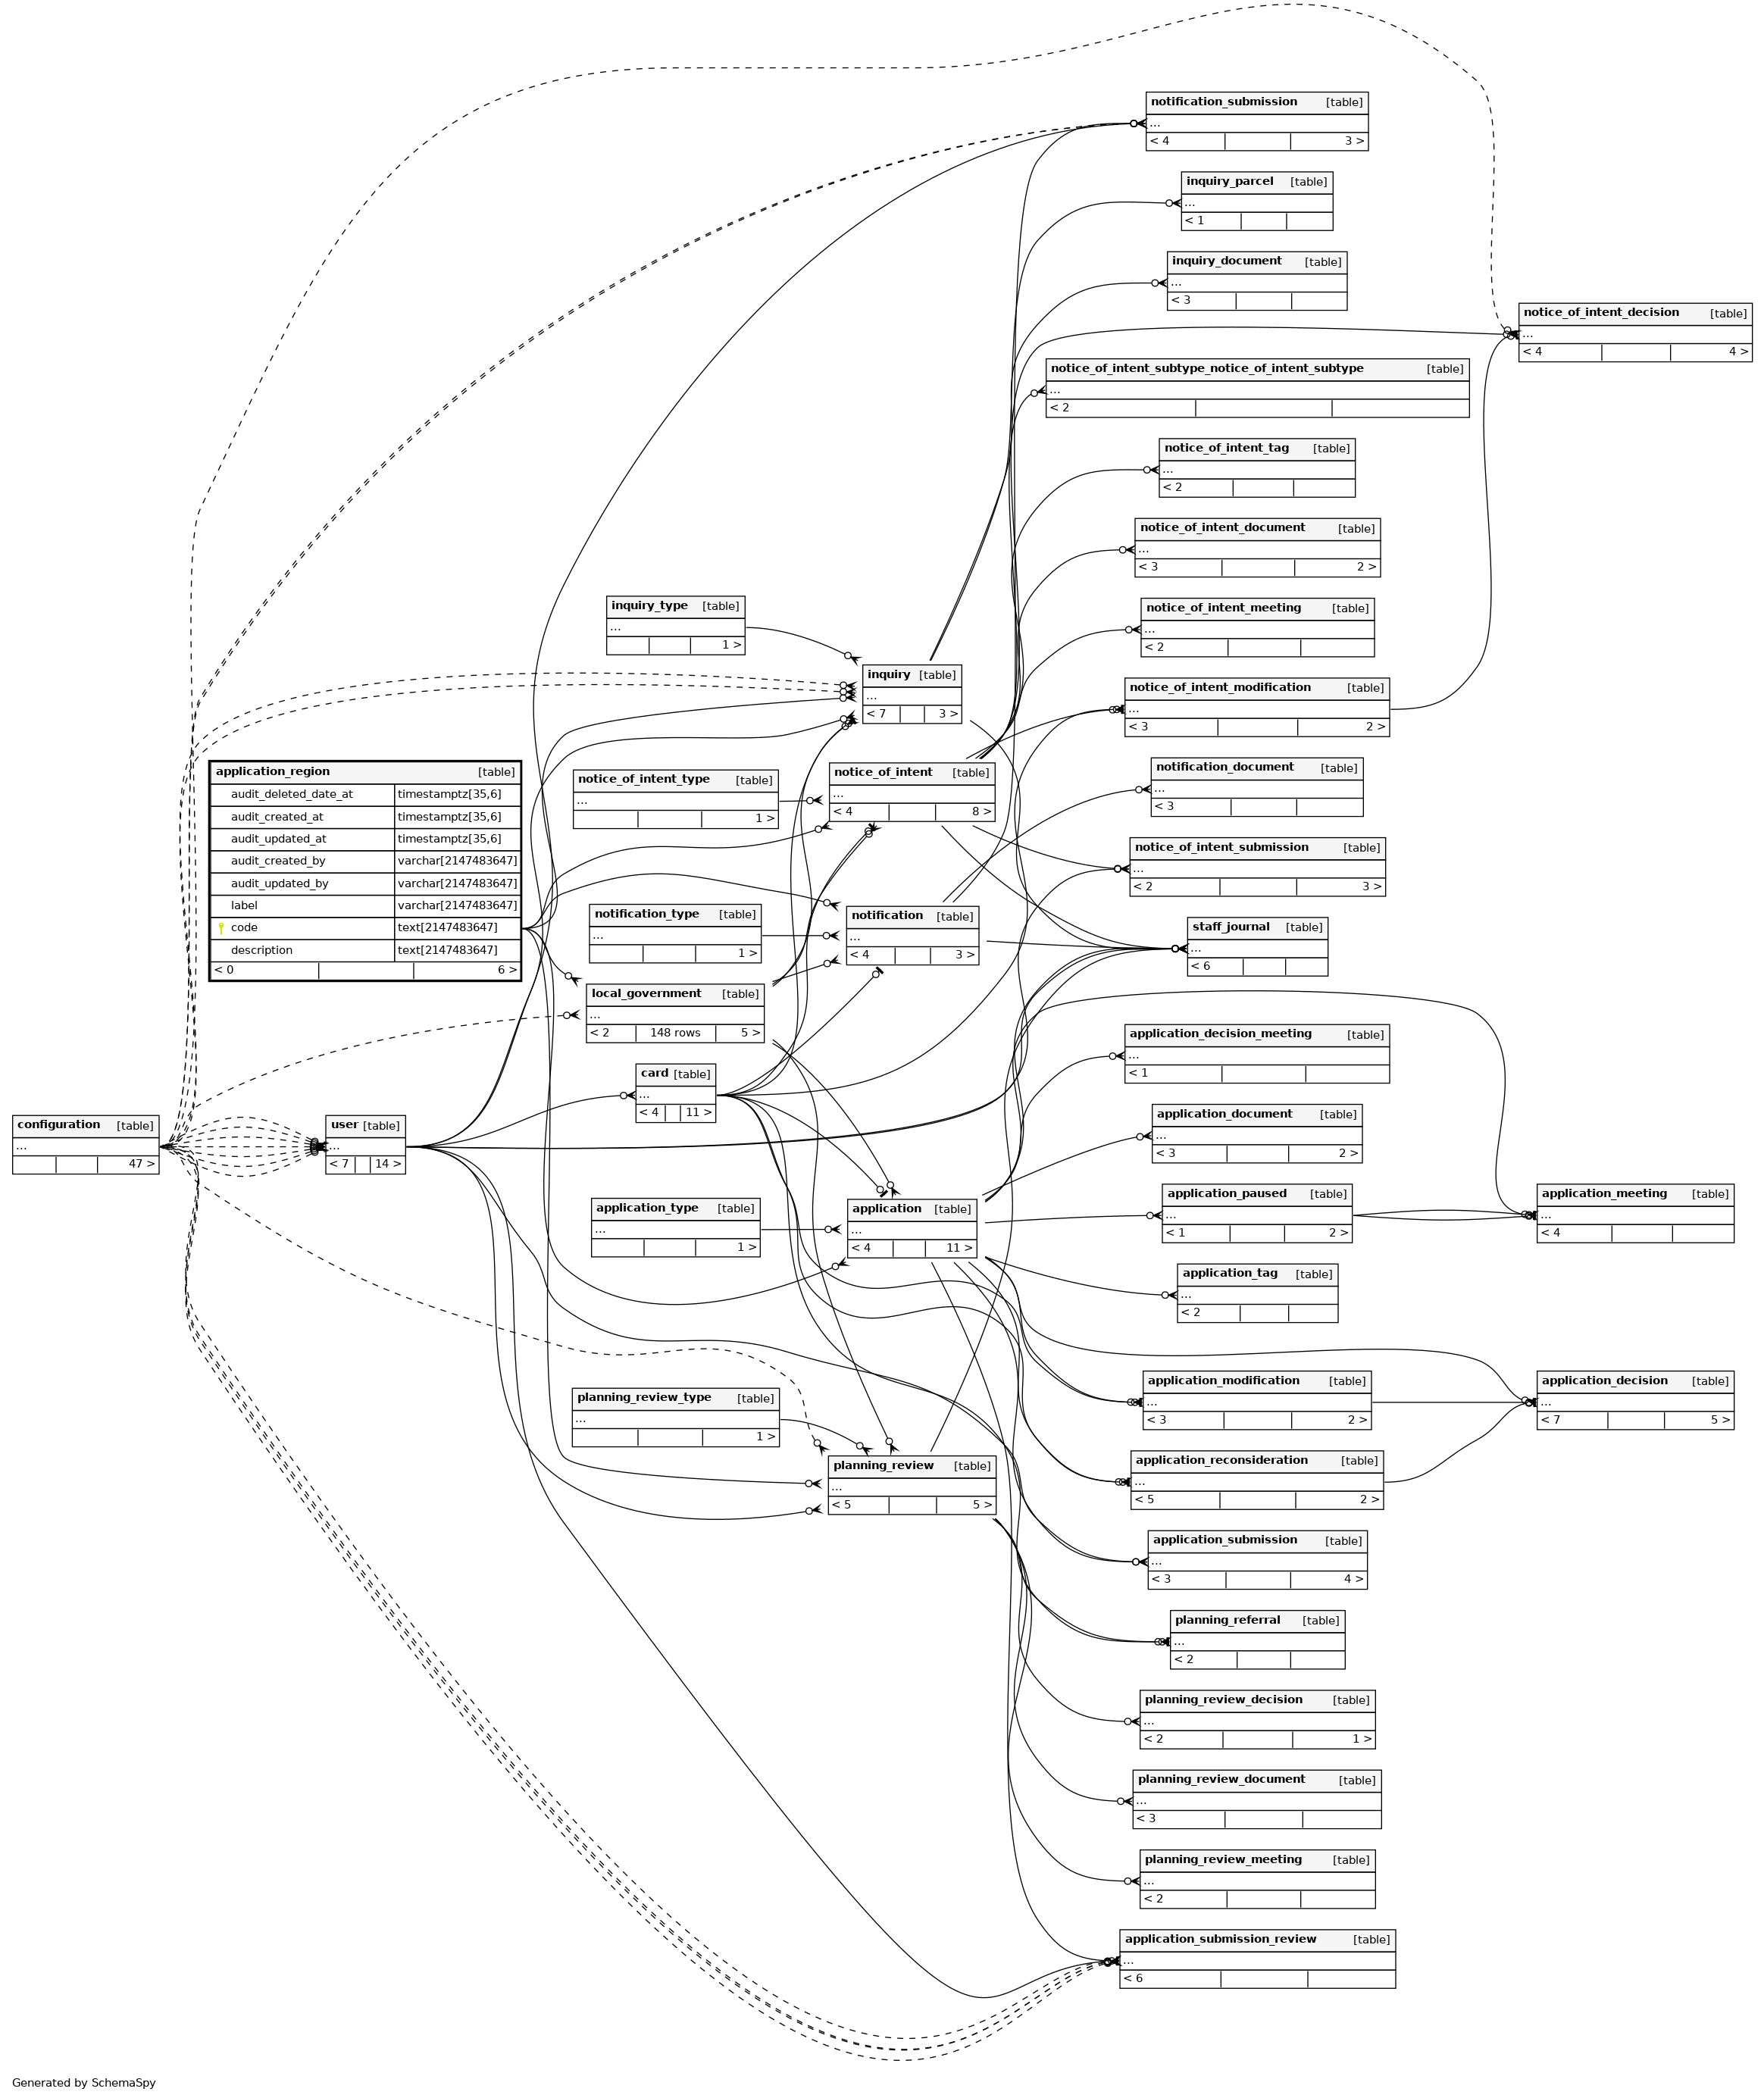 notification_submission [table]
...
< 4 3 >
inquiry_parcel [table]
...
< 1
inquiry_document [table]
...
< 3
notice_of_intent_decision [table]
...
< 4 4 >
notice_of_intent_subtype_notice_of_intent_subtype [table]
...
< 2
notice_of_intent_tag [table]
...
< 2
notice_of_intent_document [table]
...
< 3 2 >
inquiry_type [table]
...
1 >
notice_of_intent_meeting [table]
...
< 2
inquiry [table]
...
< 7 3 >
notice_of_intent_modification [table]
...
< 3 2 >
application_region [table]
audit_deleted_date_at timestamptz[35,6]
audit_created_at timestamptz[35,6]
audit_updated_at timestamptz[35,6]
audit_created_by varchar[2147483647]
audit_updated_by varchar[2147483647]
label varchar[2147483647]
code text[2147483647]
description text[2147483647]
< 0 6 >
notice_of_intent_type [table]
...
1 >
notice_of_intent [table]
...
< 4 8 >
notification_document [table]
...
< 3
notice_of_intent_submission [table]
...
< 2 3 >
notification_type [table]
...
1 >
notification [table]
...
< 4 3 >
staff_journal [table]
...
< 6
local_government [table]
...
< 2 148 rows 5 >
application_decision_meeting [table]
...
< 1
card [table]
...
< 4 11 >
configuration [table]
...
47 >
user [table]
...
< 7 14 >
application_document [table]
...
< 3 2 >
application_type [table]
...
1 >
application [table]
...
< 4 11 >
application_paused [table]
...
< 1 2 >
application_meeting [table]
...
< 4
application_tag [table]
...
< 2
planning_review_type [table]
...
1 >
application_modification [table]
...
< 3 2 >
application_decision [table]
...
< 7 5 >
planning_review [table]
...
< 5 5 >
application_reconsideration [table]
...
< 5 2 >
application_submission [table]
...
< 3 4 >
planning_referral [table]
...
< 2
planning_review_decision [table]
...
< 2 1 >
planning_review_document [table]
...
< 3
planning_review_meeting [table]
...
< 2
application_submission_review [table]
...
< 6
Generated by SchemaSpy